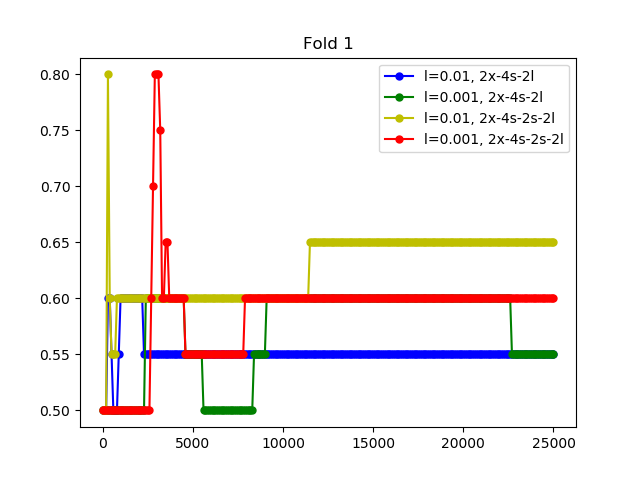 Fold 1
0.80
0.75
0.70
0.65
0.60
0.55
0.50
l=0.01, 2x-4s-2l
l=0.001, 2x-4s-2l
l=0.01, 2x-4s-2s-2l
l=0.001, 2x-4s-2s-2l
0 5000 10000 15000 20000 25000